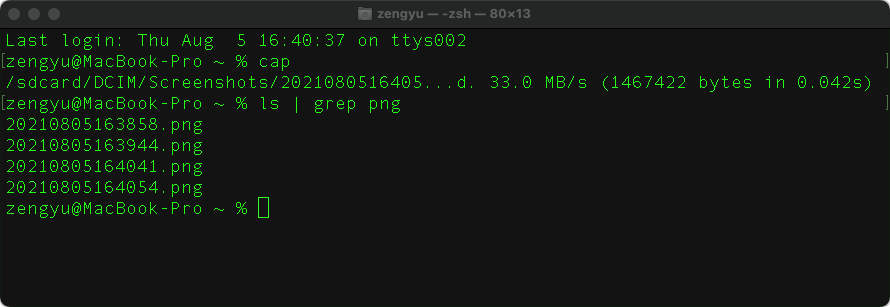 zengyu — -zsh — 80×13
Last login: Thu Aug  5 16:40:37 on ttys002
[zengyu@MacBook-Pro ~ % cap ]
/sdcard/DCIM/Screenshots/2021080516405...d. 33.0 MB/s (1467422 bytes in 0.042s)
[zengyu@MacBook-Pro ~ % ls | grep png ]
20210805163858.png
20210805163944.png
20210805164041.png
20210805164054.png
zengyu@MacBook-Pro ~ %